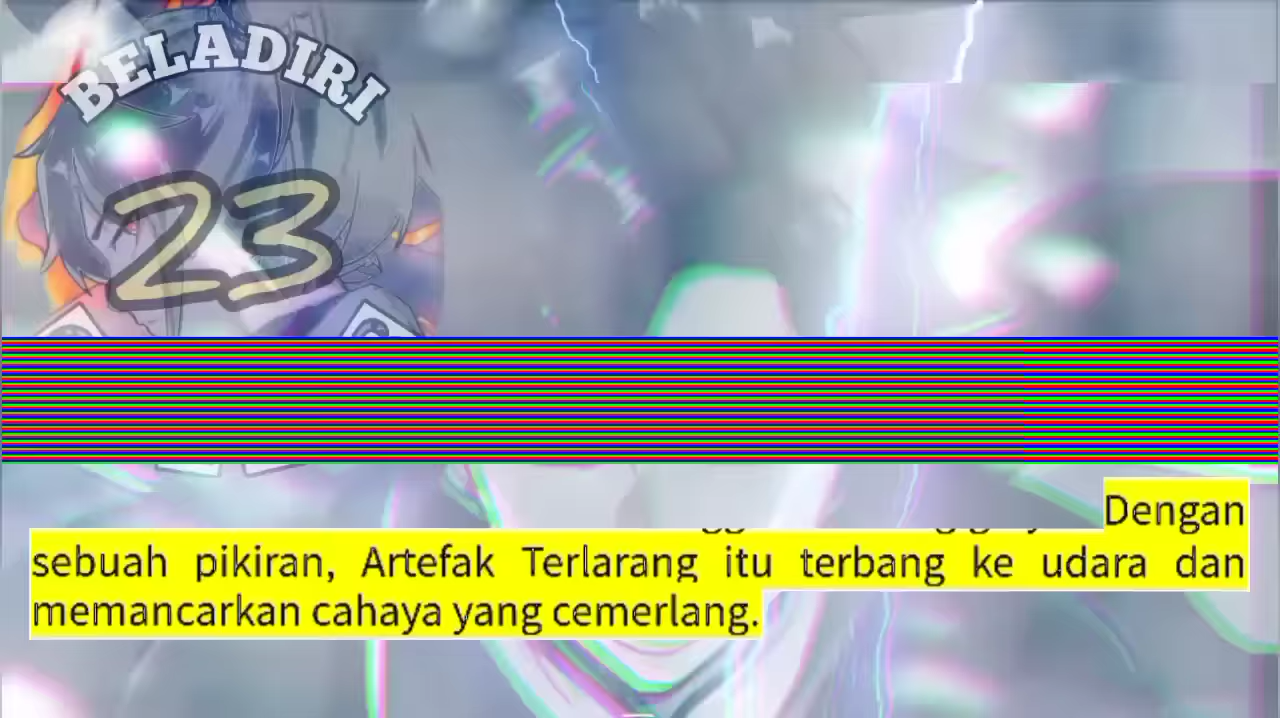 BELADIRI
23
Dengan
sebuah pikiran, Artefak Terlarang itu terbang ke udara dan
memancarkan cahaya yang cemerlang.